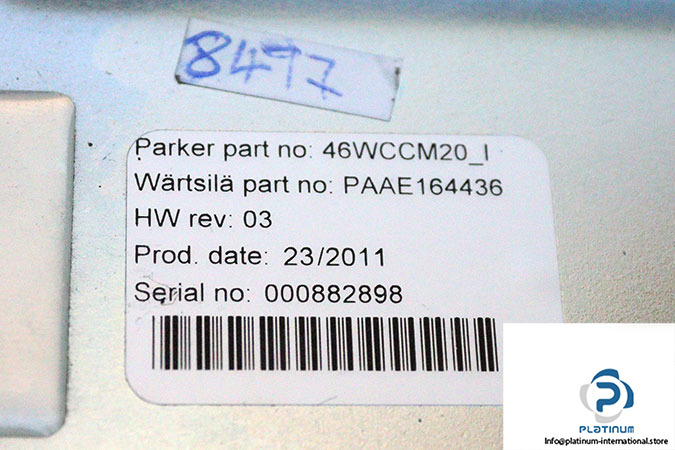 8497
Parker part no: 46WCCM20_I
Wärtsilä part no: PAAE164436
HW rev: 03
Prod. date: 23/2011
Serial no: 000882898
PLATINUM
Info@platinum-international.store